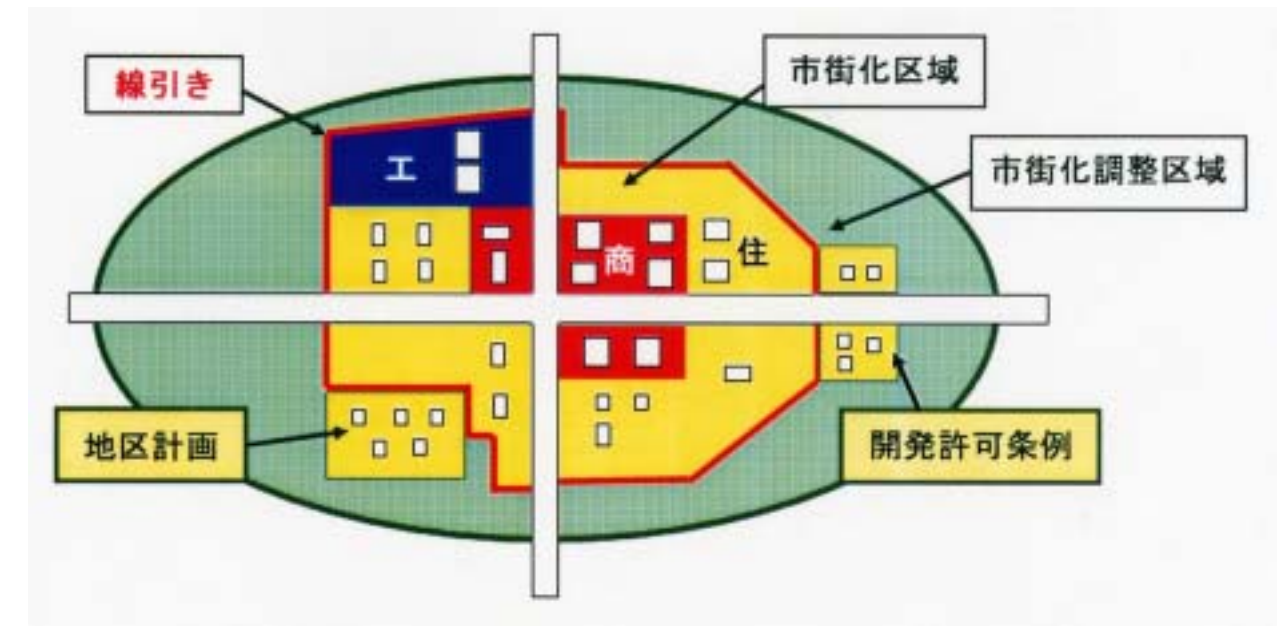 線引き
市街化区域
市街化調整区域
工
商
住
地区計画
開発許可条例